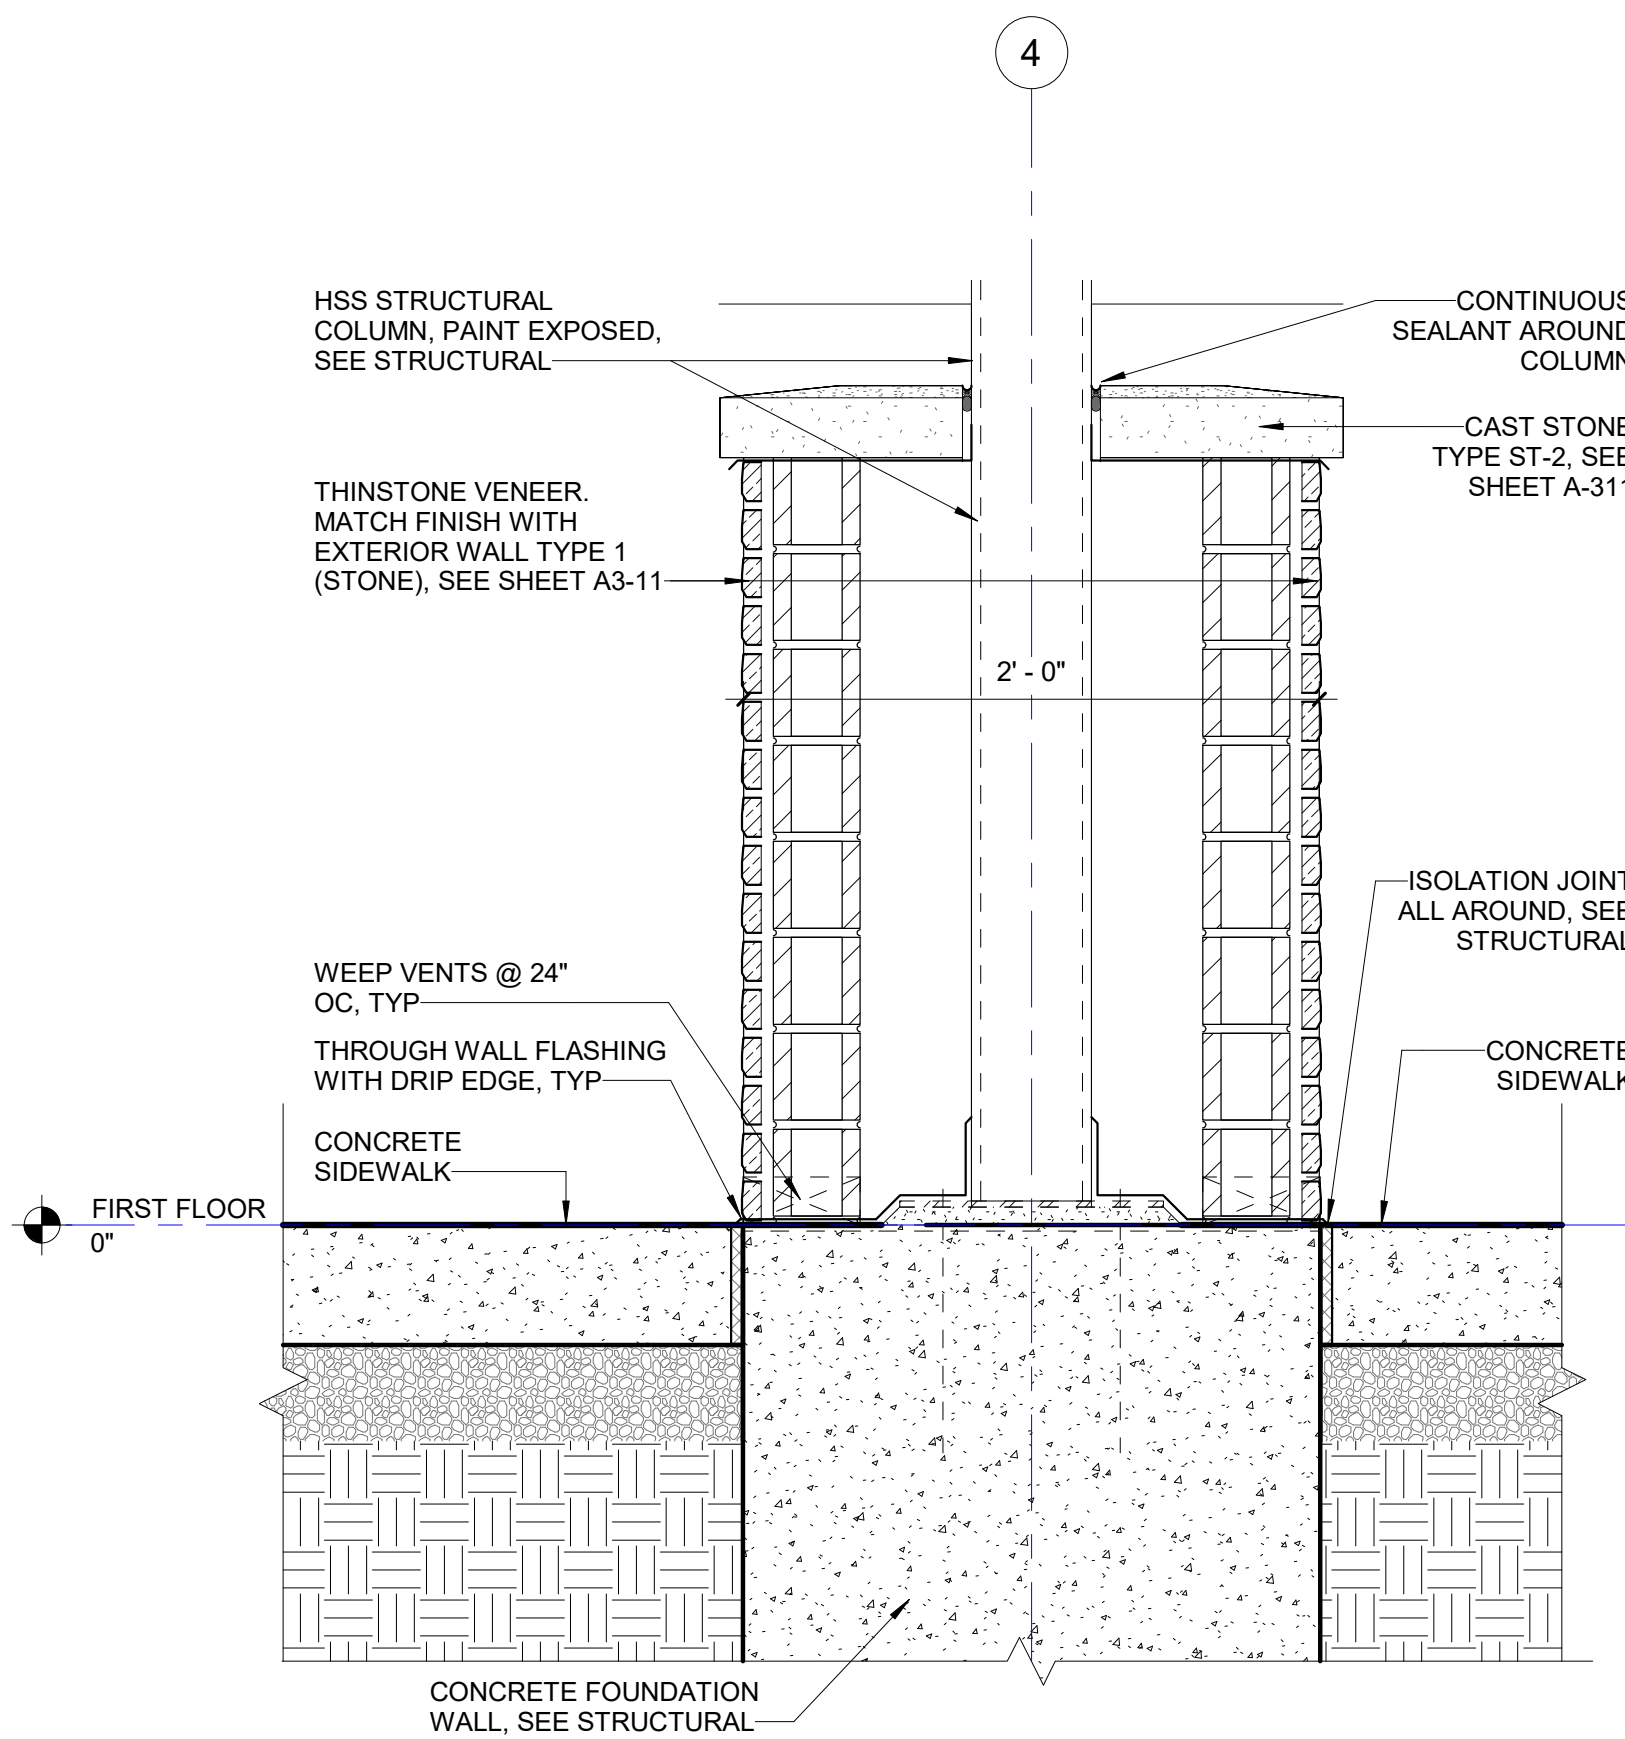 4
HSS STRUCTURAL
COLUMN, PAINT EXPOSED,
SEE STRUCTURAL
CONTINUOUS
SEALANT AROUND
COLUMN
CAST STONE
TYPE ST-2, SEE
SHEET A-311
THINSTONE VENEER.
MATCH FINISH WITH
EXTERIOR WALL TYPE 1
(STONE), SEE SHEET A3-11
2' - 0"
ISOLATION JOINT
ALL AROUND, SEE
STRUCTURAL
WEEP VENTS @ 24"
OC, TYP
THROUGH WALL FLASHING
WITH DRIP EDGE, TYP
CONCRETE
SIDEWALK
CONCRETE
SIDEWALK
FIRST FLOOR
0"
CONCRETE FOUNDATION
WALL, SEE STRUCTURAL